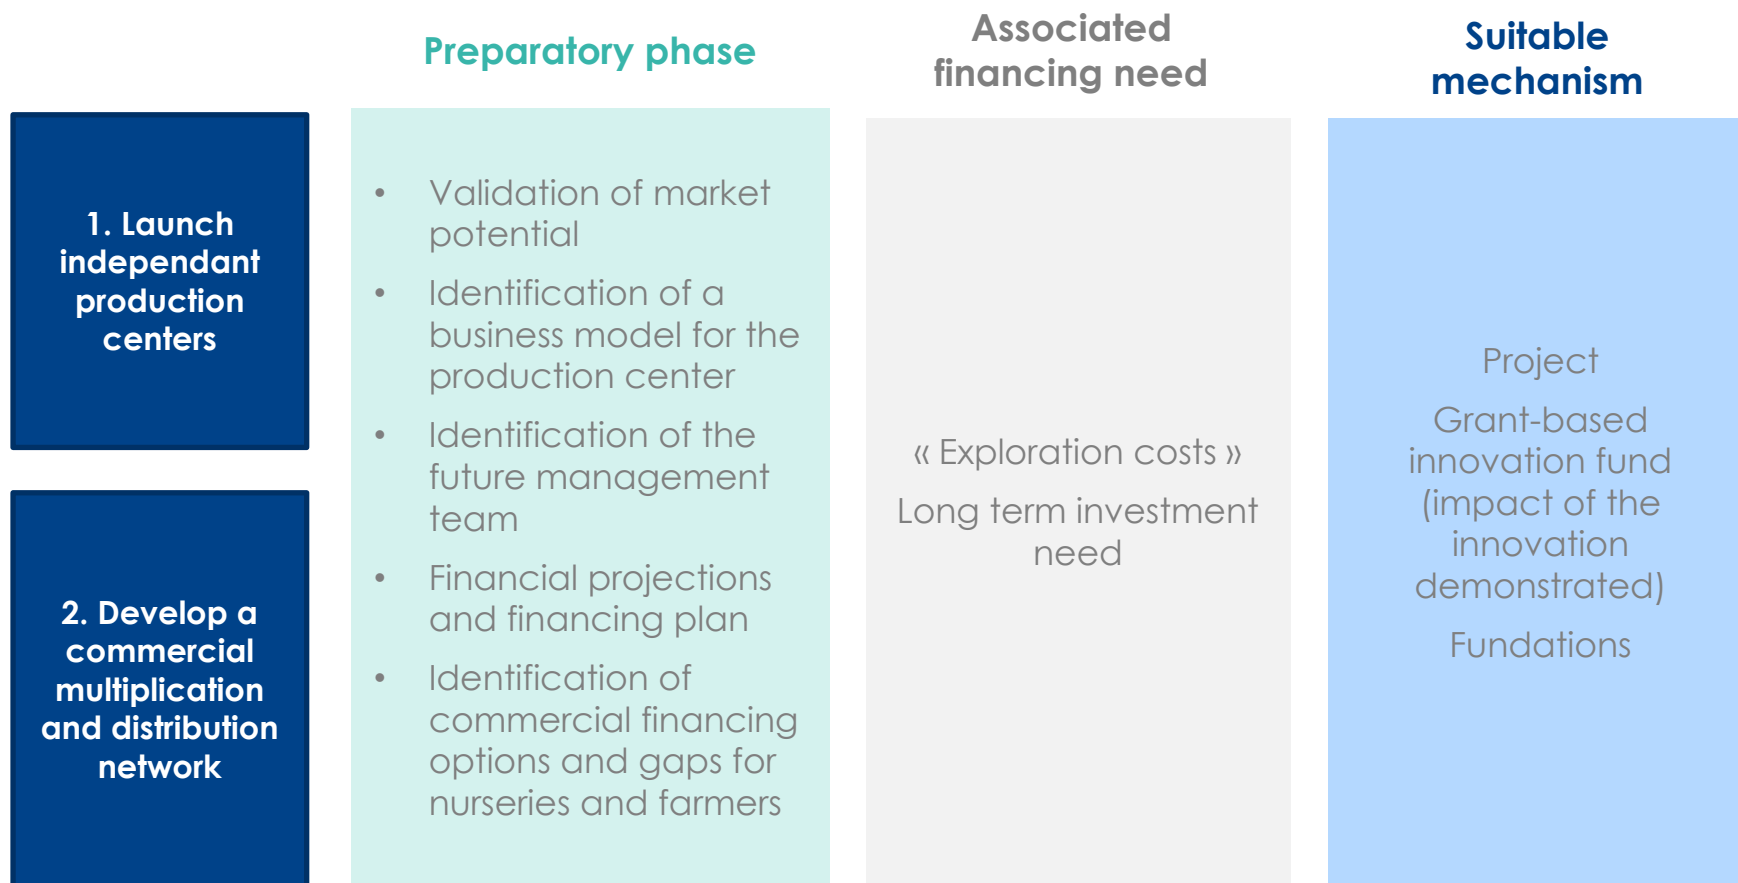 Preparatory phase
Associated
financing need
Suitable
mechanism
1. Launch
independant
production
centers
2. Develop a
commercial
multiplication
and distribution
network
• Validation of market
potential
• Identification of a
business model for the
production center
• Identification of the
future management
team
• Financial projections
and financing plan
• Identification of
commercial financing
options and gaps for
nurseries and farmers
« Exploration costs »
Long term investment
need
Project
Grant-based
innovation fund
(impact of the
innovation
demonstrated)
Fundations